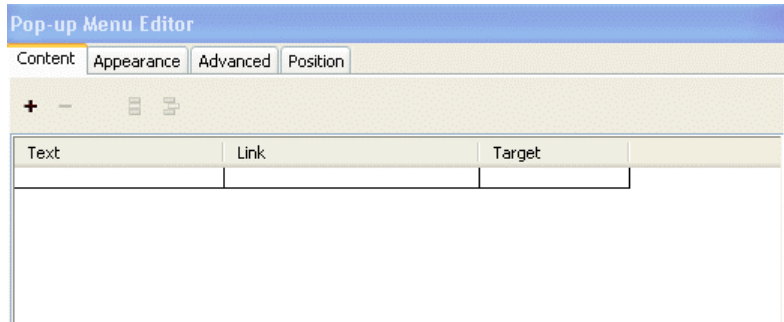 Pop-up Menu Editor
Content Appearance Advanced Position
Text Link Target